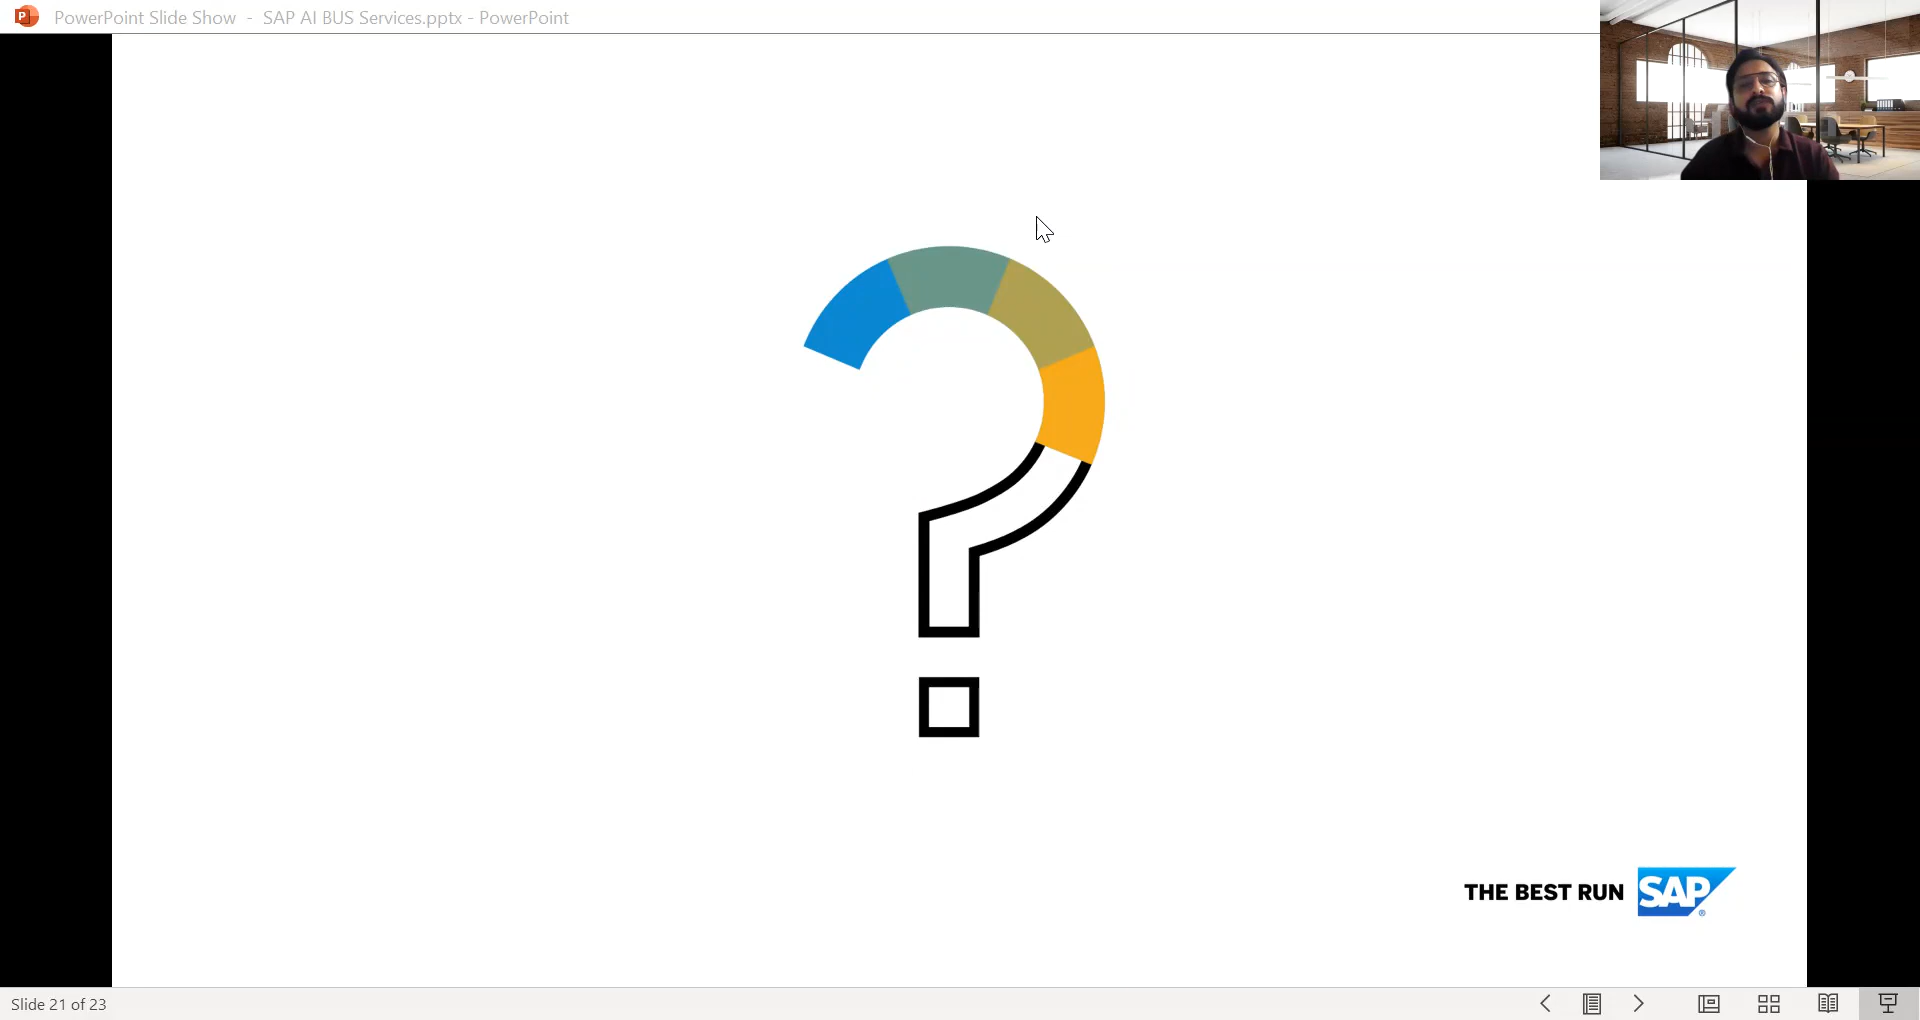 PowerPoint Slide Show - SAP AI BUS Services.pptx - PowerPoint
THE BEST RUN SAP
Slide 21 of 23